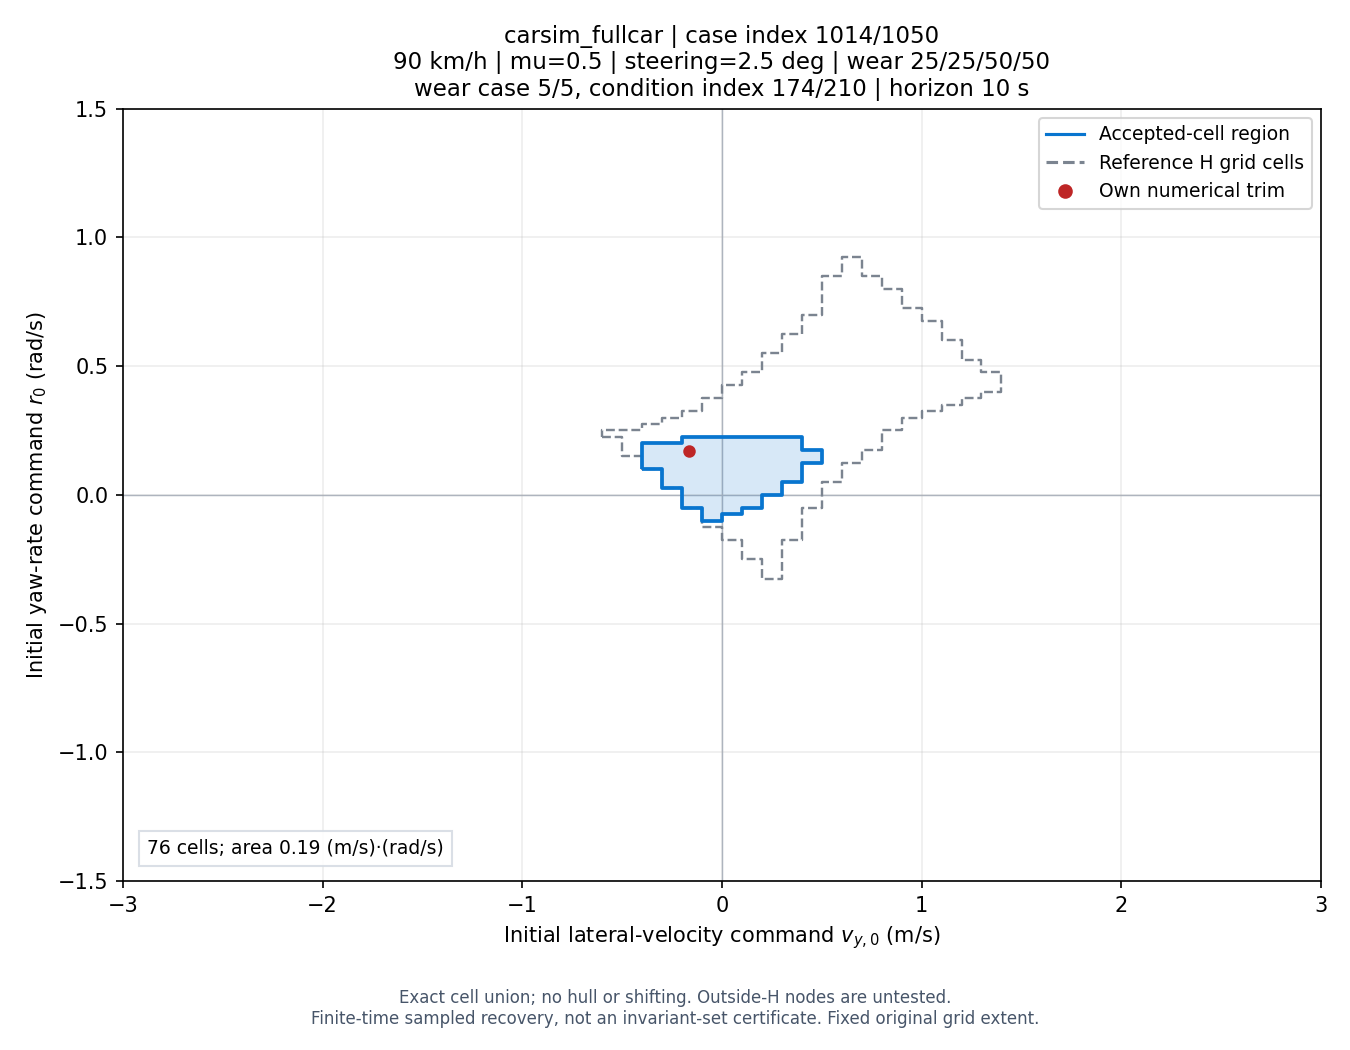 carsim_fullcar | case index 1014/1050
90 km/h | mu=0.5 | steering=2.5 deg | wear 25/25/50/50
wear case 5/5, condition index 174/210 | horizon 10 s
Accepted-cell region
Reference H grid cells
Own numerical trim
1.5
1.0
0.5
0.0
−0.5
−1.0
−1.5
Initial yaw-rate command r0 (rad/s)
76 cells; area 0.19 (m/s)·(rad/s)
−3
−2
−1
0
1
2
3
Initial lateral-velocity command vy,0 (m/s)
Exact cell union; no hull or shifting. Outside-H nodes are untested.
Finite-time sampled recovery, not an invariant-set certificate. Fixed original grid extent.